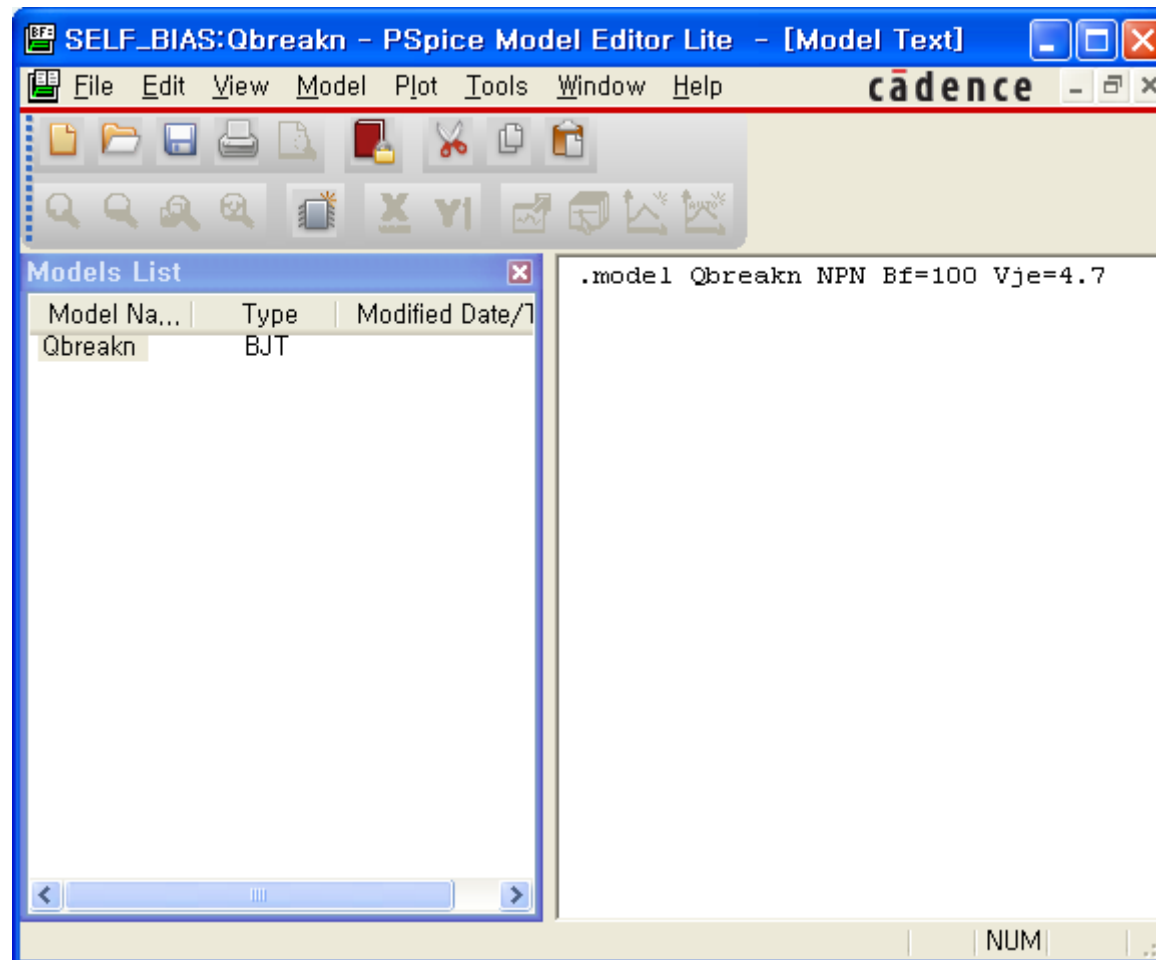 SELF_BIAS:Qbreakn - PSpice Model Editor Lite - [Model Text]
File Edit View Model Plot Tools Window Help cādence
Models List
Model Na... Type Modified Date/T
Qbreakn BJT
.model Qbreakn NPN Bf=100 Vje=4.7
NUM